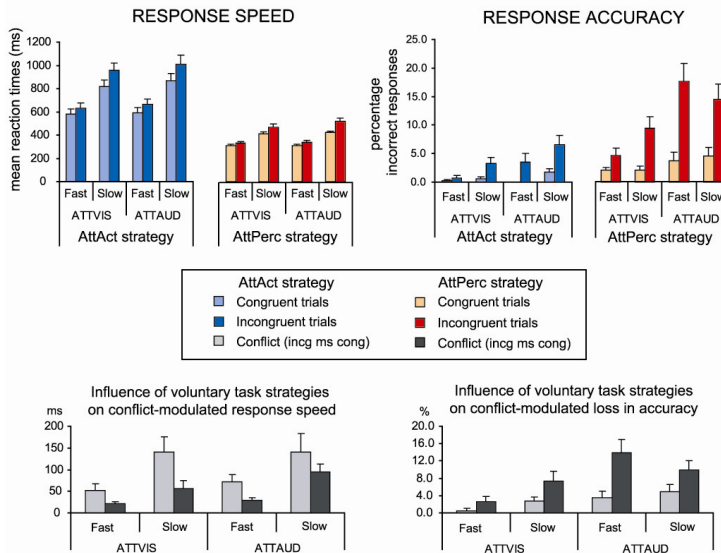 RESPONSE SPEED
mean reaction times (ms)
1200
1000
800
600
400
200
0
Fast Slow Fast Slow Fast Slow Fast Slow
ATTVIS ATTAUD ATTVIS ATTAUD
AttAct strategy AttPerc strategy
RESPONSE ACCURACY
percentage
incorrect responses
25.0
20.0
15.0
10.0
5.0
0.0
Fast Slow Fast Slow Fast Slow Fast Slow
ATTVIS ATTAUD ATTVIS ATTAUD
AttAct strategy AttPerc strategy
AttAct strategy
Congruent trials
Incongruent trials
Conflict (incg ms cong)
AttPerc strategy
Congruent trials
Incongruent trials
Conflict (incg ms cong)
Influence of voluntary task strategies
on conflict-modulated response speed
ms
200
150
100
50
0
Fast Slow Fast Slow
ATTVIS ATTAUD
Influence of voluntary task strategies
on conflict-modulated loss in accuracy
%
20.0
16.0
12.0
8.0
4.0
0.0
Fast Slow Fast Slow
ATTVIS ATTAUD